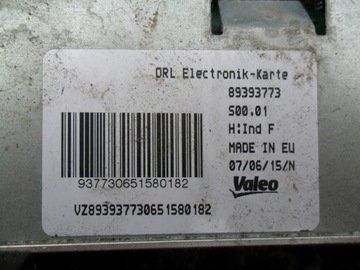 DRL Electronik-Karte
89393773
S00.01
H:Ind F
MADE IN EU
07/06/15/N
937730651580182
Valeo
VZ893937730651580182